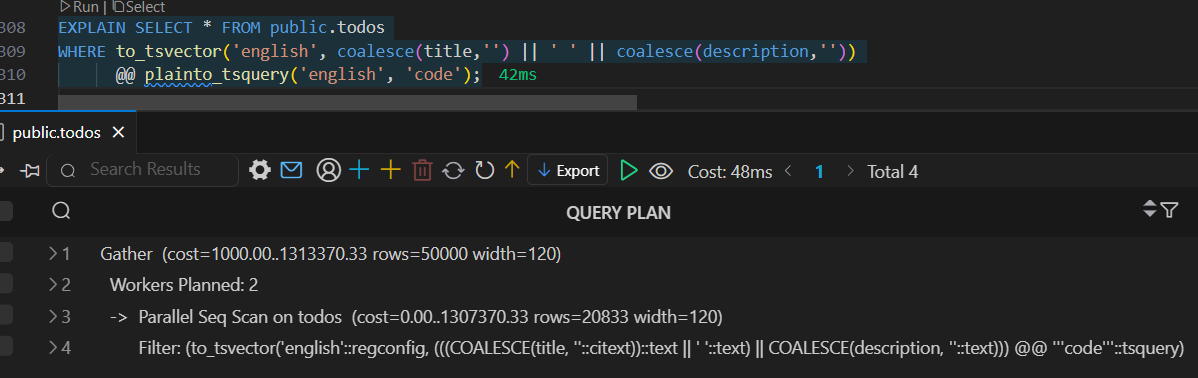 Run | Select
308 EXPLAIN SELECT * FROM public.todos
309 WHERE to_tsvector('english', coalesce(title,'') || ' ' || coalesce(description,''))
310 @@ plainto_tsquery('english', 'code'); 42ms
311
public.todos
Search Results Export Cost: 48ms 1 Total 4
QUERY PLAN
1 Gather (cost=1000.00..1313370.33 rows=50000 width=120)
2 Workers Planned: 2
3 -> Parallel Seq Scan on todos (cost=0.00..1307370.33 rows=20833 width=120)
4 Filter: (to_tsvector('english'::regconfig, (((COALESCE(title, ''::citext))::text || ' '::text) || COALESCE(description, ''::text))) @@ '''code'''::tsquery)